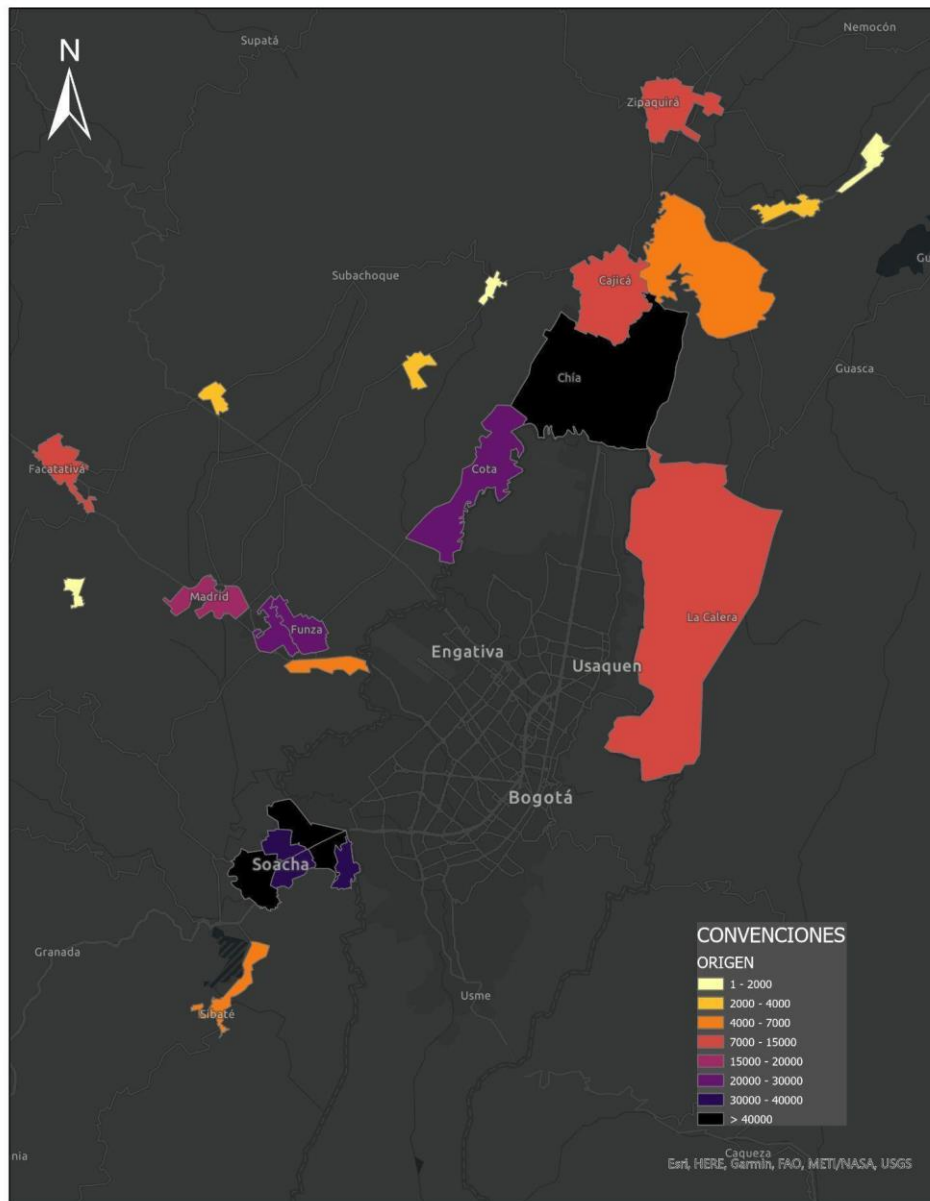 Supatá
Nemocón
N
Zipaquirá
Subachoque
Cajicá
Gu
Guasca
Chía
Facatativá
Cota
Madrid
Funza
La Calera
Engativa
Usaquen
Bogotá
Soacha
CONVENCIONES
ORIGEN
1 - 2000
2000 - 4000
4000 - 7000
7000 - 15000
15000 - 20000
20000 - 30000
30000 - 40000
> 40000
Granada
Usme
Sibaté
nia
Caqueza
Esri, HERE, Garmin, FAO, METI/NASA, USGS